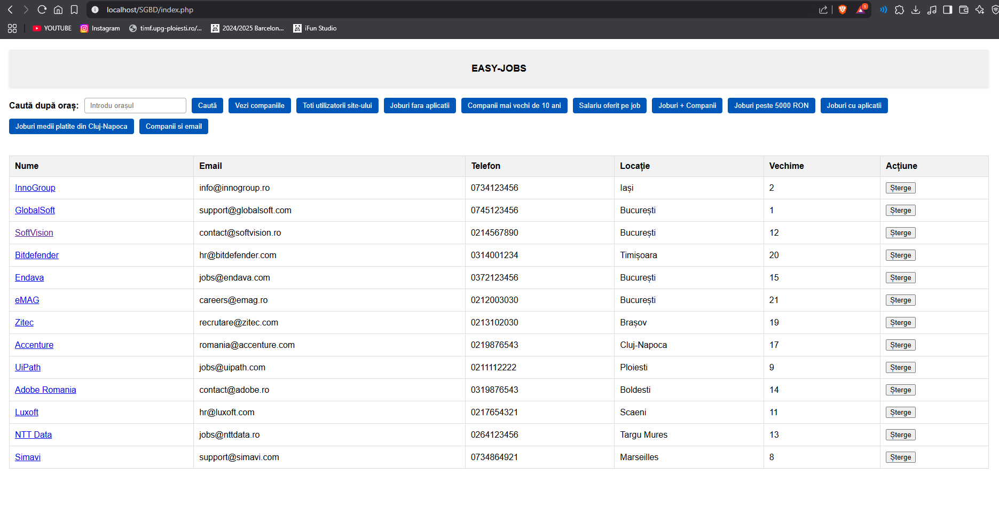 localhost/SGBD/index.php
1
YOUTUBE Instagram timf.upg-ploiesti.ro/... 2024/2025 Barcelon... iFun Studio
EASY-JOBS
Caută după oraș: Introdu orașul Caută Vezi companiile Toti utilizatorii site-ului Joburi fara aplicatii Companii mai vechi de 10 ani Salariu oferit pe job Joburi + Companii Joburi peste 5000 RON Joburi cu aplicatii
Joburi medii platite din Cluj-Napoca Companii si email
Nume Email Telefon Locație Vechime Acțiune
InnoGroup info@innogroup.ro 0734123456 Iași 2 Șterge
GlobalSoft support@globalsoft.com 0745123456 București 1 Șterge
SoftVision contact@softvision.ro 0214567890 București 12 Șterge
Bitdefender hr@bitdefender.com 0314001234 Timișoara 20 Șterge
Endava jobs@endava.com 0372123456 București 15 Șterge
eMAG careers@emag.ro 0212003030 București 21 Șterge
Zitec recrutare@zitec.com 0213102030 Brașov 19 Șterge
Accenture romania@accenture.com 0219876543 Cluj-Napoca 17 Șterge
UiPath jobs@uipath.com 0211112222 Ploiesti 9 Șterge
Adobe Romania contact@adobe.ro 0319876543 Boldesti 14 Șterge
Luxoft hr@luxoft.com 0217654321 Scaeni 11 Șterge
NTT Data jobs@nttdata.ro 0264123456 Targu Mures 13 Șterge
Simavi support@simavi.com 0734864921 Marseilles 8 Șterge